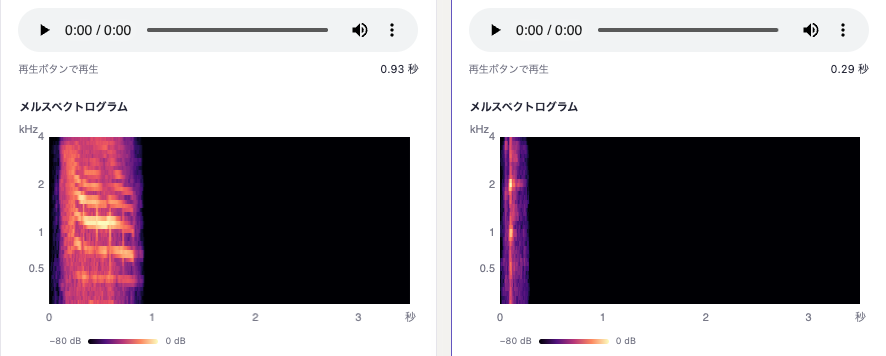 0:00 / 0:00
再生ボタンで再生 0.93 秒
メルスペクトログラム
kHz
4
2
1
0.5
0 1 2 3 秒
−80 dB 0 dB
0:00 / 0:00
再生ボタンで再生 0.29 秒
メルスペクトログラム
kHz
4
2
1
0.5
0 1 2 3 秒
−80 dB 0 dB